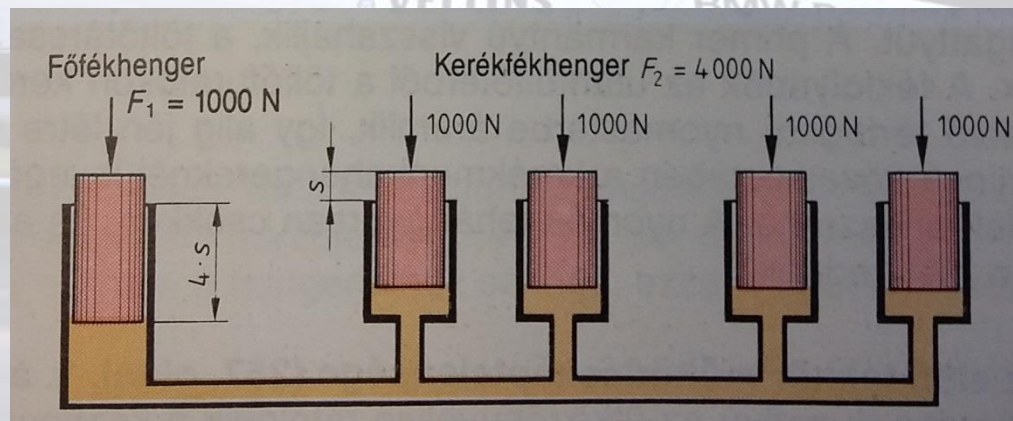 Főfékhenger
F₁ = 1000 N
Kerékfékhenger F₂ = 4000 N
1000 N
1000 N
1000 N
1000 N
s
4 · s